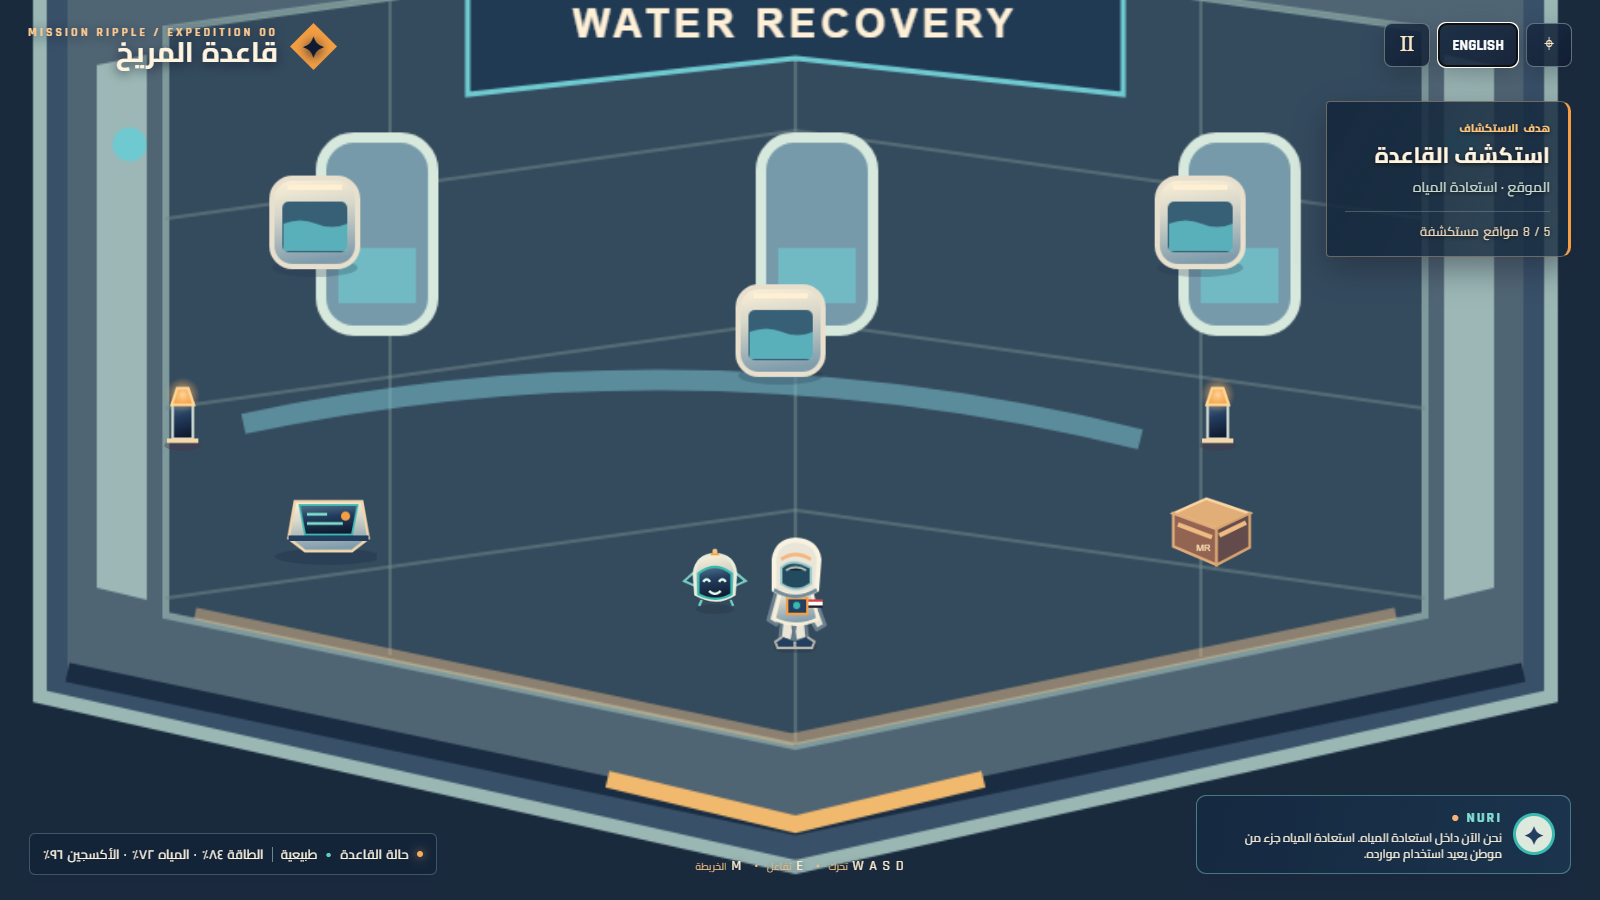 MISSION RIPPLE / EXPEDITION 00
قاعدة المريخ
WATER RECOVERY
II
ENGLISH
هدف الاستكشاف
استكشف القاعدة
الموقع · استعادة المياه
5 / 8 مواقع مستكشفة
MR
NURI
نحن الآن داخل استعادة المياه. استعادة المياه جزء من
موطن يعيد استخدام موارده.
حالة القاعدة • طبيعية | الطاقة ٨٤٪ · المياه ٧٢٪ · الأكسجين ٩٦٪
WASD تحرك • E تفاعل • M الخريطة